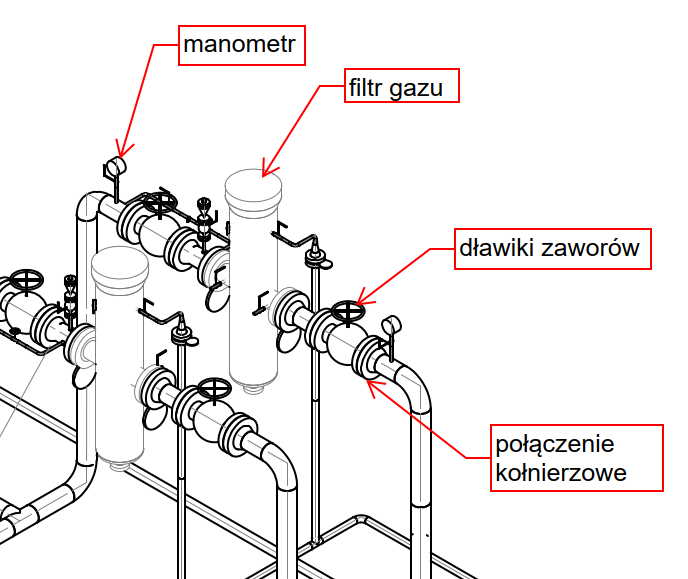 manometr
filtr gazu
dławiki zaworów
połączenie
kołnierzowe